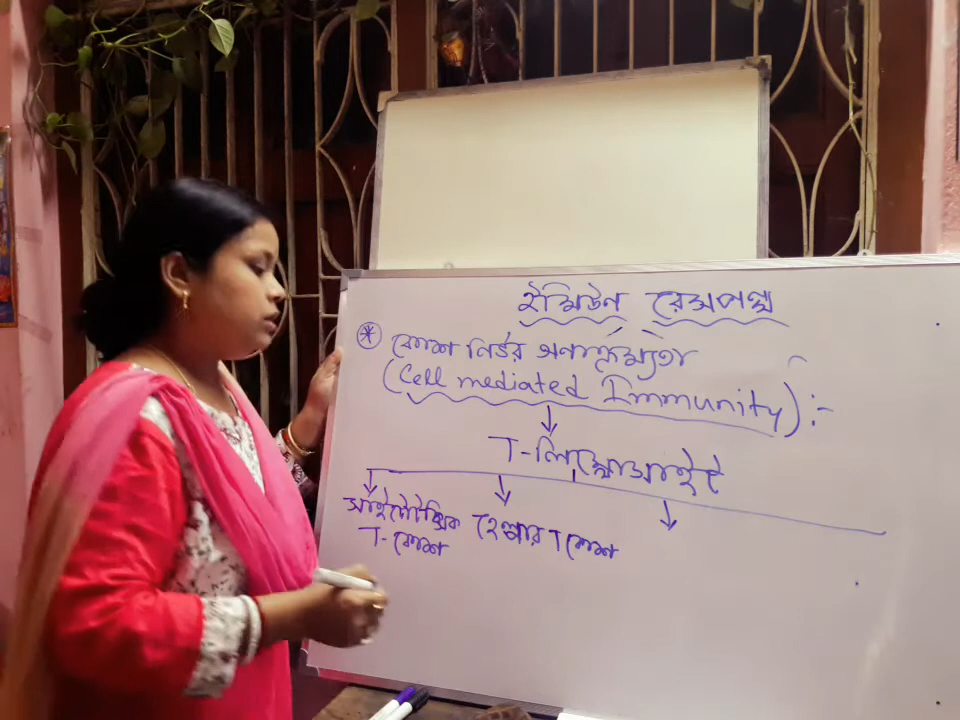 ইমিউন রেসপন্স
* কোশ নির্ভর অনাক্রম্যতা
(Cell mediated Immunity) :-
T-লিম্ফোসাইট
সাইটোটক্সিক T-কোশ
হেল্পার T কোশ